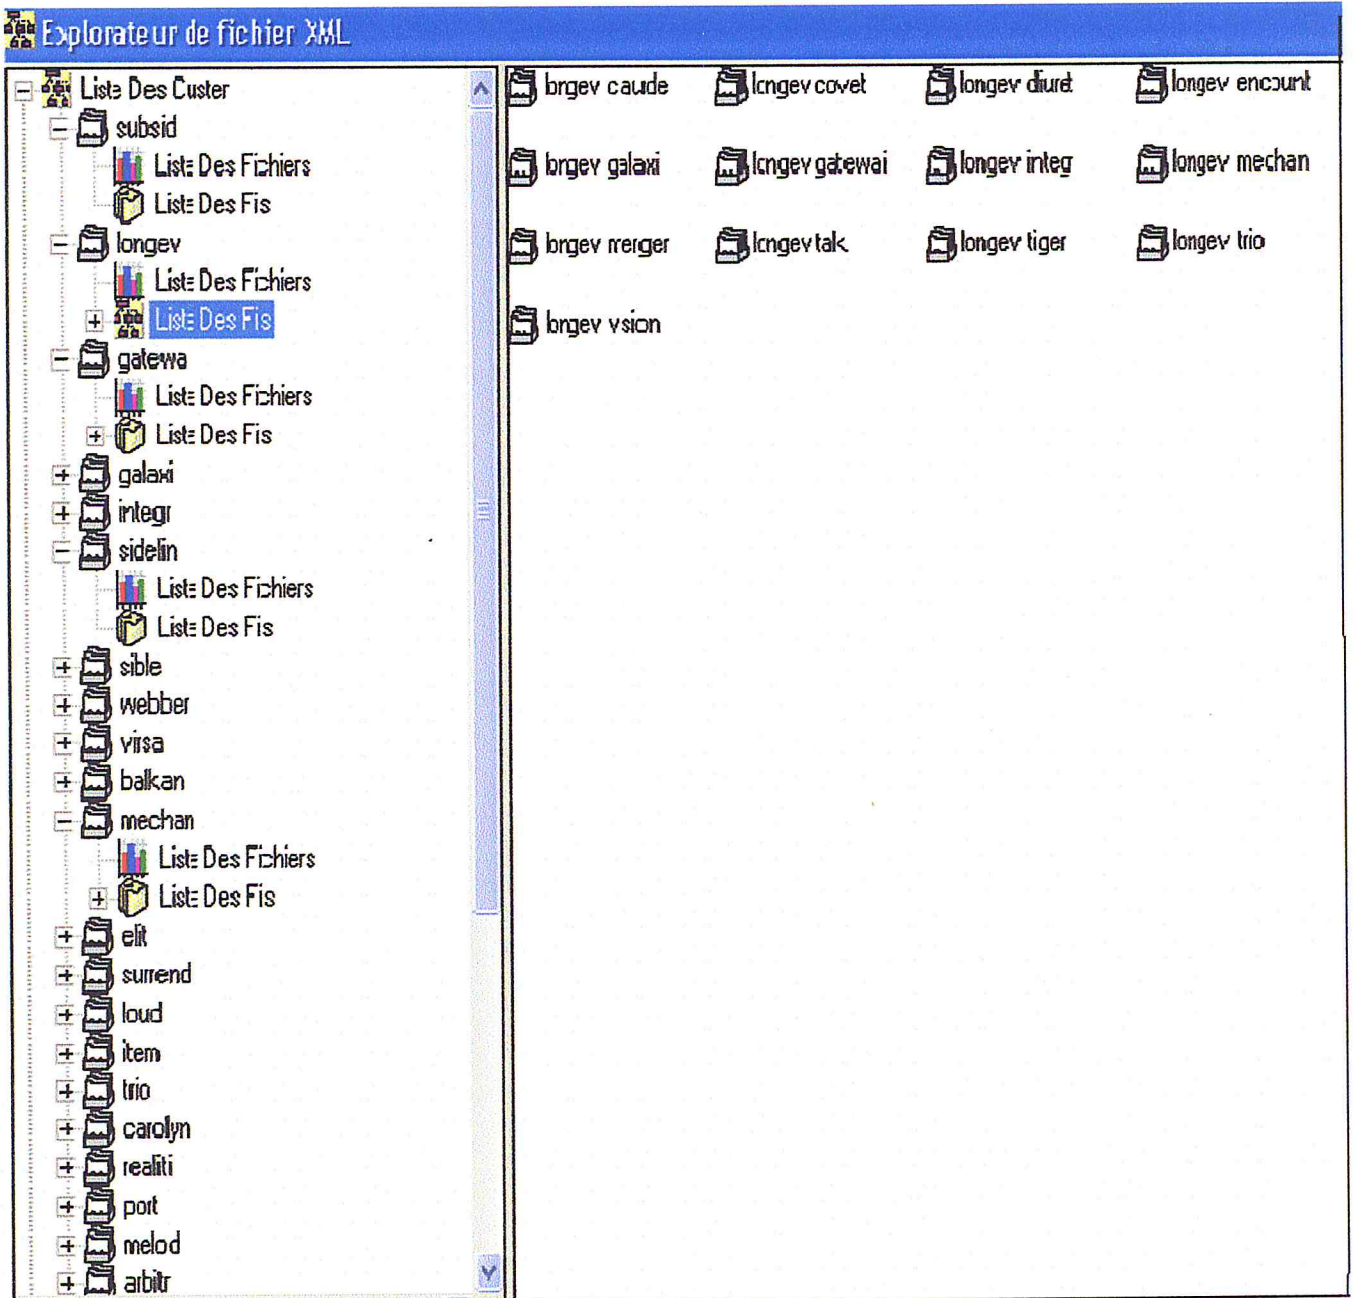 Explorateur de fichier XML
Liste Des Custer
subsid
Liste Des Fichiers
Liste Des Fis
longev
Liste Des Fichiers
Liste Des Fis
gatewa
Liste Des Fichiers
Liste Des Fis
galaxi
integr
sidelin
Liste Des Fichiers
Liste Des Fis
sible
webber
virsa
balkan
mechan
Liste Des Fichiers
Liste Des Fis
elit
surrend
loud
item
trio
carolyn
realiti
port
melod
arbitr
longev caude longev covet longev diuret longev encount
longev galaxi longev gatewai longev integr longev mechan
longev merger longev talk longev tiger longev trio
longev vision